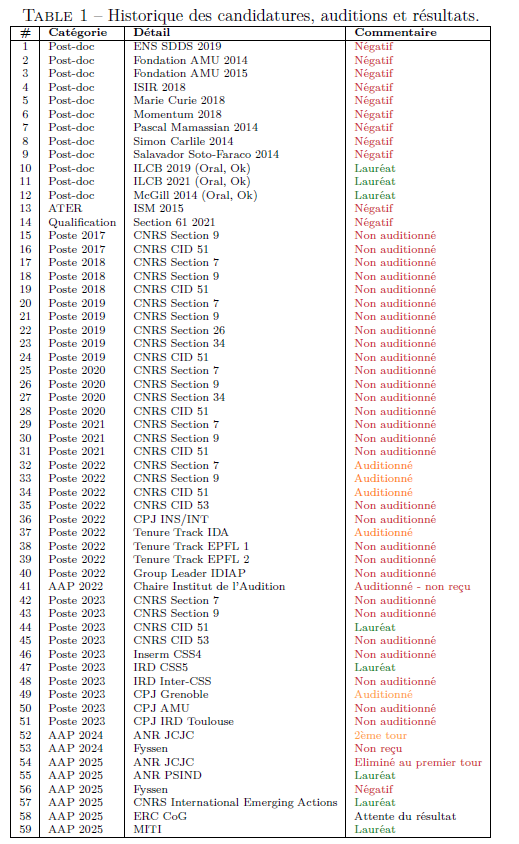 TABLE 1 – Historique des candidatures, auditions et résultats.
# Catégorie Détail Commentaire
1 Post-doc ENS SDDS 2019 Négatif
2 Post-doc Fondation AMU 2014 Négatif
3 Post-doc Fondation AMU 2015 Négatif
4 Post-doc ISIR 2018 Négatif
5 Post-doc Marie Curie 2018 Négatif
6 Post-doc Momentum 2018 Négatif
7 Post-doc Pascal Mamassian 2014 Négatif
8 Post-doc Simon Carlile 2014 Négatif
9 Post-doc Salavador Soto-Faraco 2014 Négatif
10 Post-doc ILCB 2019 (Oral, Ok) Lauréat
11 Post-doc ILCB 2021 (Oral, Ok) Lauréat
12 Post-doc McGill 2014 (Oral, Ok) Lauréat
13 ATER ISM 2015 Négatif
14 Qualification Section 61 2021 Négatif
15 Poste 2017 CNRS Section 9 Non auditionné
16 Poste 2017 CNRS CID 51 Non auditionné
17 Poste 2018 CNRS Section 7 Non auditionné
18 Poste 2018 CNRS Section 9 Non auditionné
19 Poste 2018 CNRS CID 51 Non auditionné
20 Poste 2019 CNRS Section 7 Non auditionné
21 Poste 2019 CNRS Section 9 Non auditionné
22 Poste 2019 CNRS Section 26 Non auditionné
23 Poste 2019 CNRS Section 34 Non auditionné
24 Poste 2019 CNRS CID 51 Non auditionné
25 Poste 2020 CNRS Section 7 Non auditionné
26 Poste 2020 CNRS Section 9 Non auditionné
27 Poste 2020 CNRS Section 34 Non auditionné
28 Poste 2020 CNRS CID 51 Non auditionné
29 Poste 2021 CNRS Section 7 Non auditionné
30 Poste 2021 CNRS Section 9 Non auditionné
31 Poste 2021 CNRS CID 51 Non auditionné
32 Poste 2022 CNRS Section 7 Auditionné
33 Poste 2022 CNRS Section 9 Auditionné
34 Poste 2022 CNRS CID 51 Auditionné
35 Poste 2022 CNRS CID 53 Non auditionné
36 Poste 2022 CPJ INS/INT Non auditionné
37 Poste 2022 Tenure Track IDA Auditionné
38 Poste 2022 Tenure Track EPFL 1 Non auditionné
39 Poste 2022 Tenure Track EPFL 2 Non auditionné
40 Poste 2022 Group Leader IDIAP Non auditionné
41 AAP 2022 Chaire Institut de l'Audition Auditionné - non reçu
42 Poste 2023 CNRS Section 7 Non auditionné
43 Poste 2023 CNRS Section 9 Non auditionné
44 Poste 2023 CNRS CID 51 Lauréat
45 Poste 2023 CNRS CID 53 Non auditionné
46 Poste 2023 Inserm CSS4 Non auditionné
47 Poste 2023 IRD CSS5 Lauréat
48 Poste 2023 IRD Inter-CSS Non auditionné
49 Poste 2023 CPJ Grenoble Auditionné
50 Poste 2023 CPJ AMU Non auditionné
51 Poste 2023 CPJ IRD Toulouse Non auditionné
52 AAP 2024 ANR JCJC 2ème tour
53 AAP 2024 Fyssen Non reçu
54 AAP 2025 ANR JCJC Eliminé au premier tour
55 AAP 2025 ANR PSIND Lauréat
56 AAP 2025 Fyssen Négatif
57 AAP 2025 CNRS International Emerging Actions Lauréat
58 AAP 2025 ERC CoG Attente du résultat
59 AAP 2025 MITI Lauréat